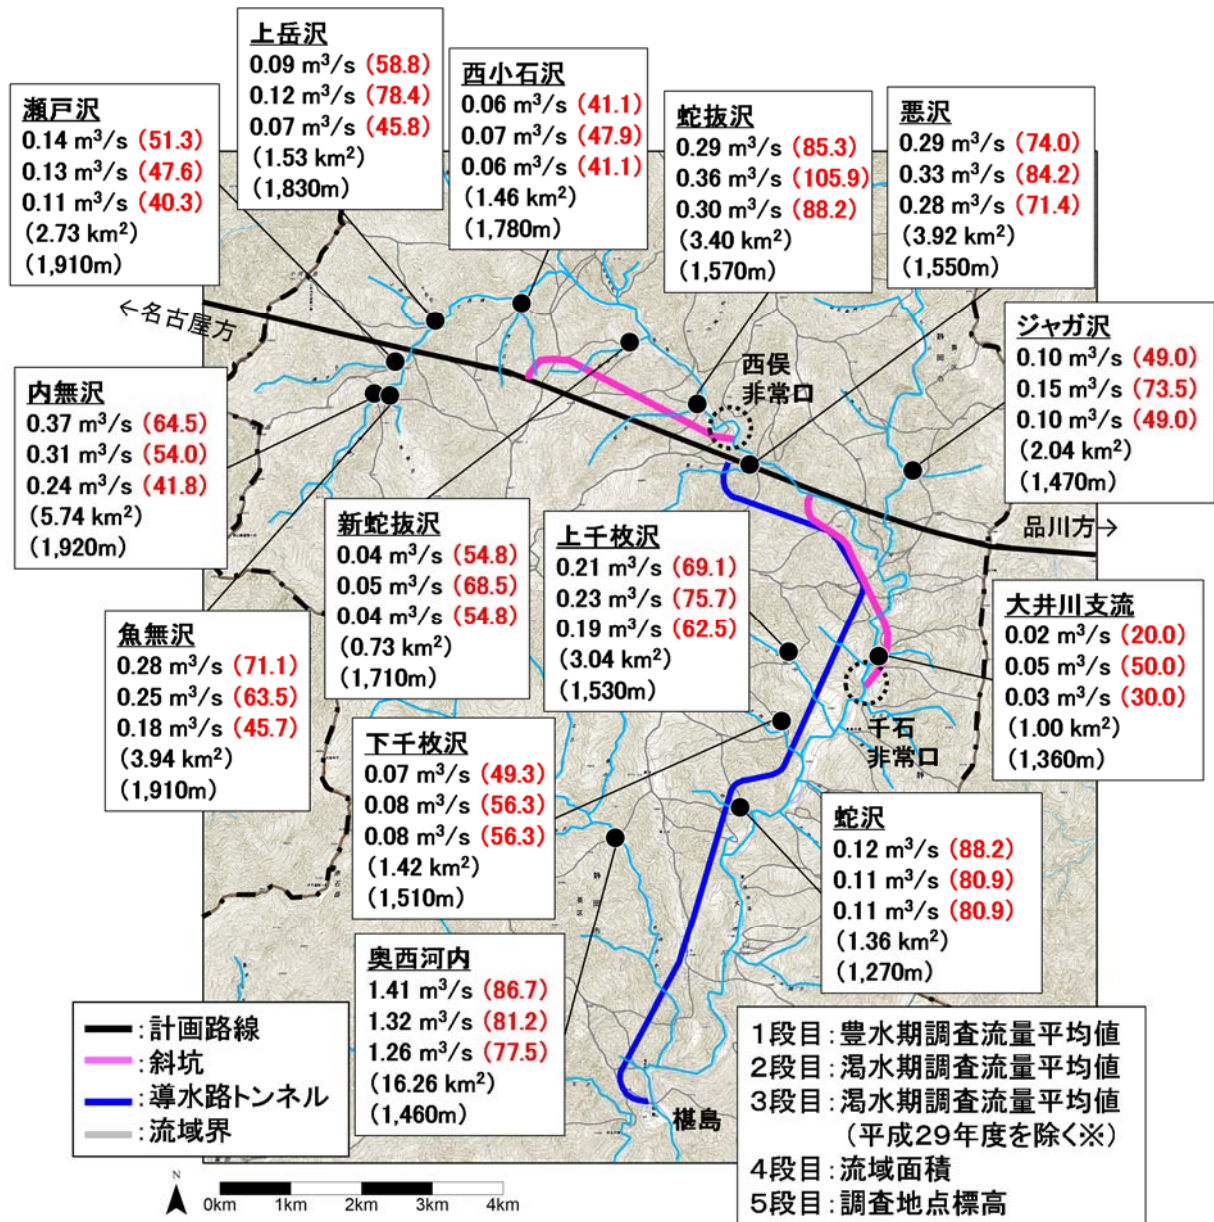 上岳沢
0.09 m³/s (58.8)
0.12 m³/s (78.4)
0.07 m³/s (45.8)
(1.53 km²)
(1,830m)
西小石沢
0.06 m³/s (41.1)
0.07 m³/s (47.9)
0.06 m³/s (41.1)
(1.46 km²)
(1,780m)
瀬戸沢
0.14 m³/s (51.3)
0.13 m³/s (47.6)
0.11 m³/s (40.3)
(2.73 km²)
(1,910m)
蛇抜沢
0.29 m³/s (85.3)
0.36 m³/s (105.9)
0.30 m³/s (88.2)
(3.40 km²)
(1,570m)
悪沢
0.29 m³/s (74.0)
0.33 m³/s (84.2)
0.28 m³/s (71.4)
(3.92 km²)
(1,550m)
ジャガ沢
0.10 m³/s (49.0)
0.15 m³/s (73.5)
0.10 m³/s (49.0)
(2.04 km²)
(1,470m)
←名古屋方
西俣
非常口
内無沢
0.37 m³/s (64.5)
0.31 m³/s (54.0)
0.24 m³/s (41.8)
(5.74 km²)
(1,920m)
新蛇抜沢
0.04 m³/s (54.8)
0.05 m³/s (68.5)
0.04 m³/s (54.8)
(0.73 km²)
(1,710m)
上千枚沢
0.21 m³/s (69.1)
0.23 m³/s (75.7)
0.19 m³/s (62.5)
(3.04 km²)
(1,530m)
品川方→
大井川支流
0.02 m³/s (20.0)
0.05 m³/s (50.0)
0.03 m³/s (30.0)
(1.00 km²)
(1,360m)
魚無沢
0.28 m³/s (71.1)
0.25 m³/s (63.5)
0.18 m³/s (45.7)
(3.94 km²)
(1,910m)
千石
非常口
下千枚沢
0.07 m³/s (49.3)
0.08 m³/s (56.3)
0.08 m³/s (56.3)
(1.42 km²)
(1,510m)
蛇沢
0.12 m³/s (88.2)
0.11 m³/s (80.9)
0.11 m³/s (80.9)
(1.36 km²)
(1,270m)
奥西河内
1.41 m³/s (86.7)
1.32 m³/s (81.2)
1.26 m³/s (77.5)
(16.26 km²)
(1,460m)
椹島
:計画路線
:斜坑
:導水路トンネル
:流域界
1段目:豊水期調査流量平均値
2段目:渇水期調査流量平均値
3段目:渇水期調査流量平均値
(平成29年度を除く※)
4段目:流域面積
5段目:調査地点標高
N
0km 1km 2km 3km 4km